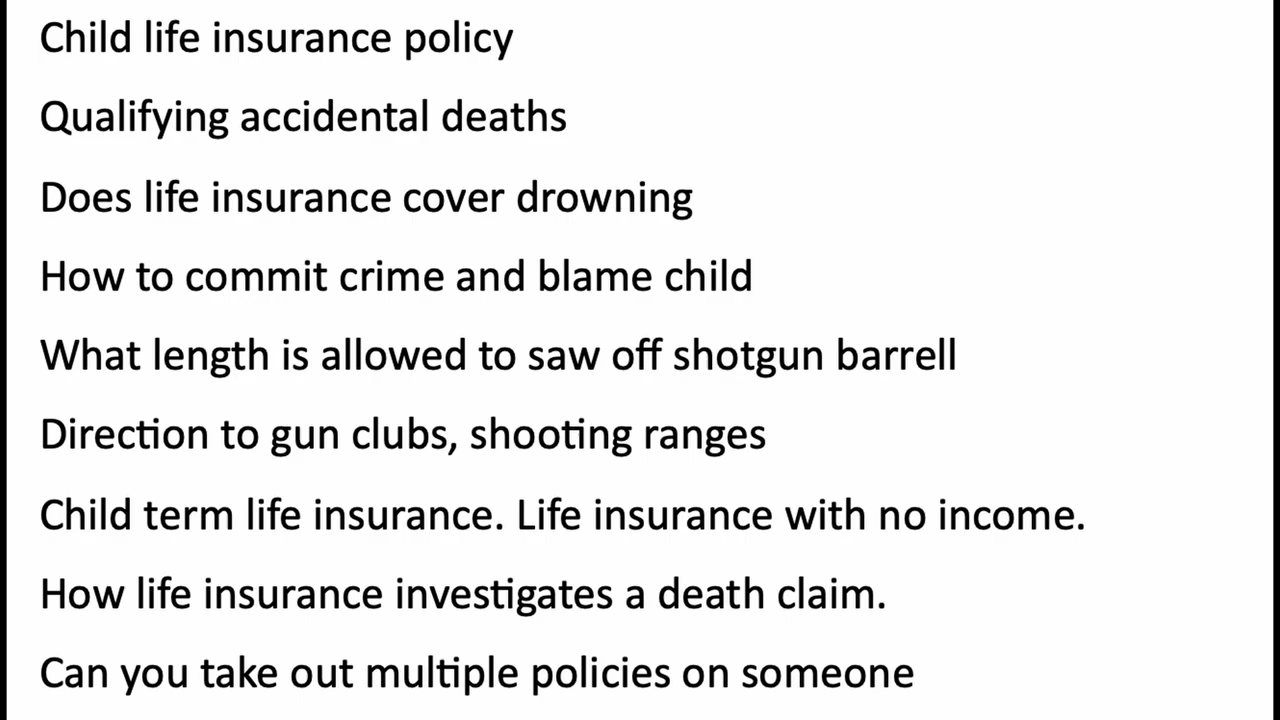 Child life insurance policy
Qualifying accidental deaths
Does life insurance cover drowning
How to commit crime and blame child
What length is allowed to saw off shotgun barrell
Direction to gun clubs, shooting ranges
Child term life insurance. Life insurance with no income.
How life insurance investigates a death claim.
Can you take out multiple policies on someone